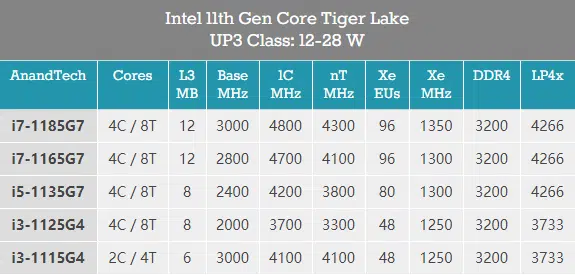 Intel 11th Gen Core Tiger Lake
UP3 Class: 12-28 W
AnandTech Cores L3 MB Base MHz 1C MHz nT MHz Xe EUs Xe MHz DDR4 LP4x
i7-1185G7 4C / 8T 12 3000 4800 4300 96 1350 3200 4266
i7-1165G7 4C / 8T 12 2800 4700 4100 96 1300 3200 4266
i5-1135G7 4C / 8T 8 2400 4200 3800 80 1300 3200 4266
i3-1125G4 4C / 8T 8 2000 3700 3300 48 1250 3200 3733
i3-1115G4 2C / 4T 6 3000 4100 4100 48 1250 3200 3733